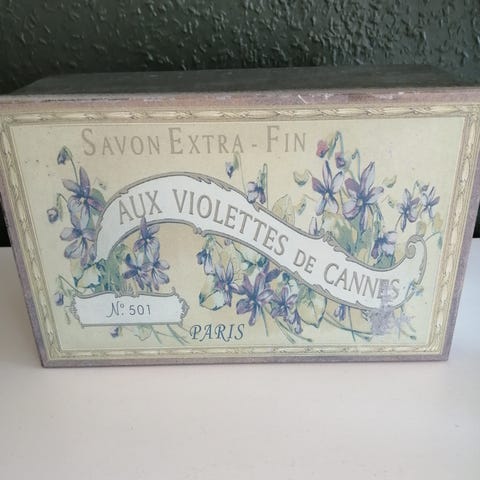 SAVON EXTRA-FIN
AUX VIOLETTES DE CANNES
Nº 501
PARIS